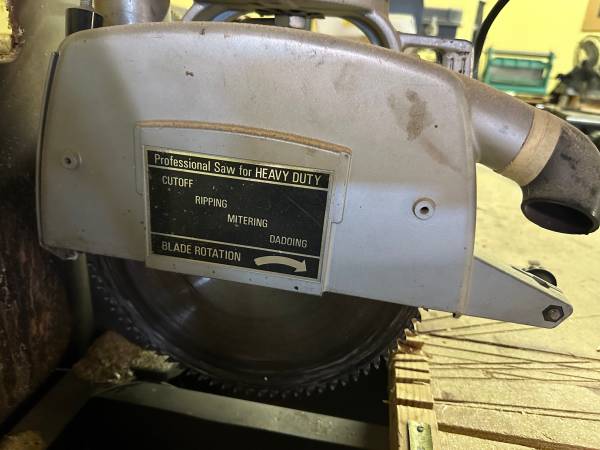 Professional Saw for HEAVY DUTY
CUTOFF
RIPPING
MITERING
DADOING
BLADE ROTATION